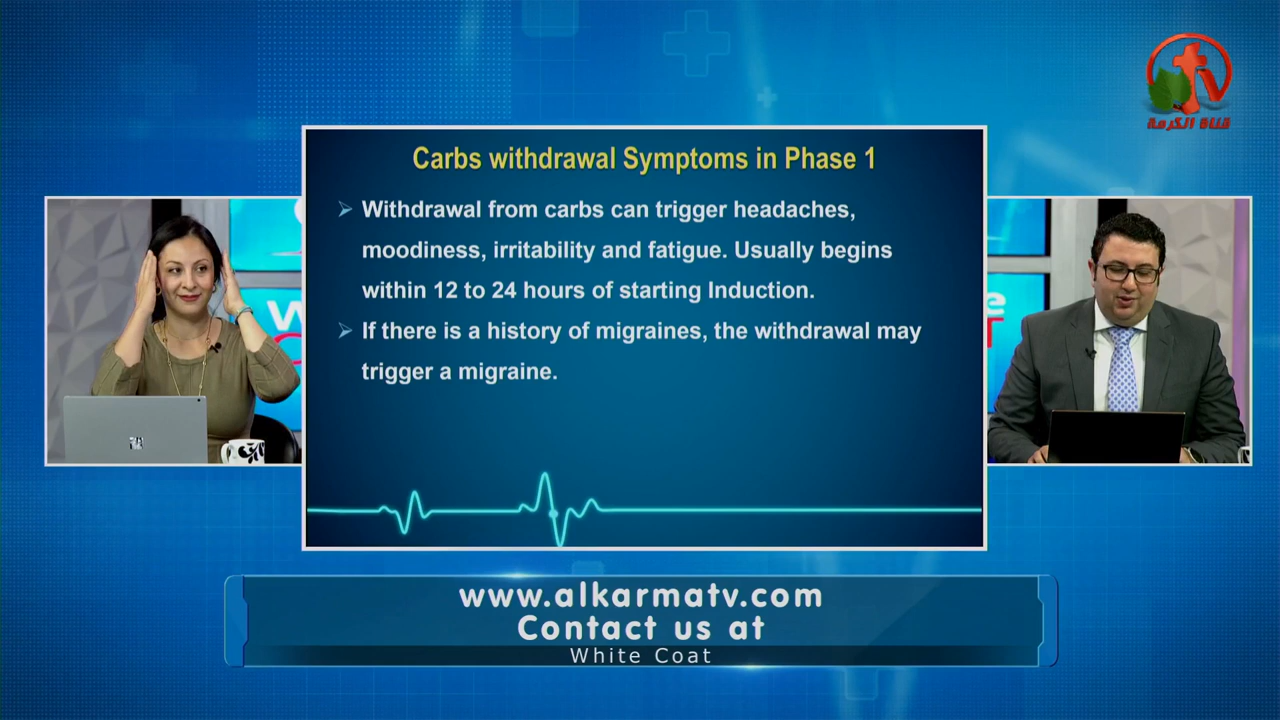 tv
قناة الكرمة
Carbs withdrawal Symptoms in Phase 1
Withdrawal from carbs can trigger headaches,
moodiness, irritability and fatigue. Usually begins
within 12 to 24 hours of starting Induction.
If there is a history of migraines, the withdrawal may
trigger a migraine.
www.alkarmatv.com
Contact us at
White Coat